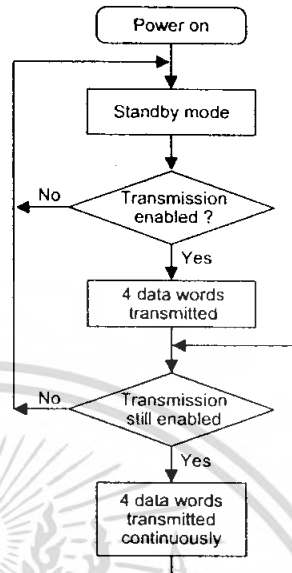 Power on
Standby mode
Transmission
enabled ?
No
Yes
4 data words
transmitted
Transmission
still enabled
No
Yes
4 data words
transmitted
continuously